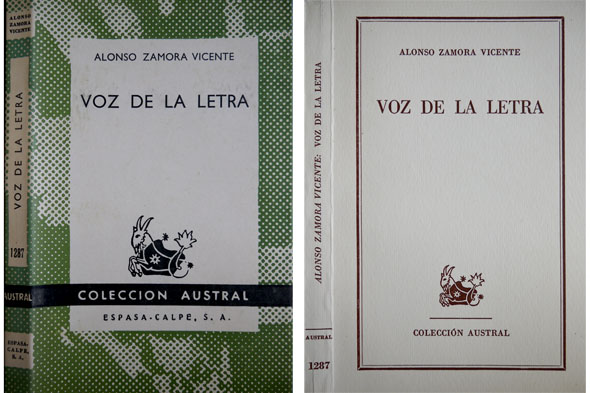 ALONSO
ZAMORA
VICENTE
VOZ DE LA LETRA
1287
AUSTRAL
ESPASA-
CALPE,
S. A.
ALONSO ZAMORA VICENTE
VOZ DE LA LETRA
COLECCION AUSTRAL
ESPASA-CALPE, S. A.
ALONSO ZAMORA VICENTE: VOZ DE LA LETRA
AUSTRAL
1287
ALONSO ZAMORA VICENTE
VOZ DE LA LETRA
COLECCIÓN AUSTRAL